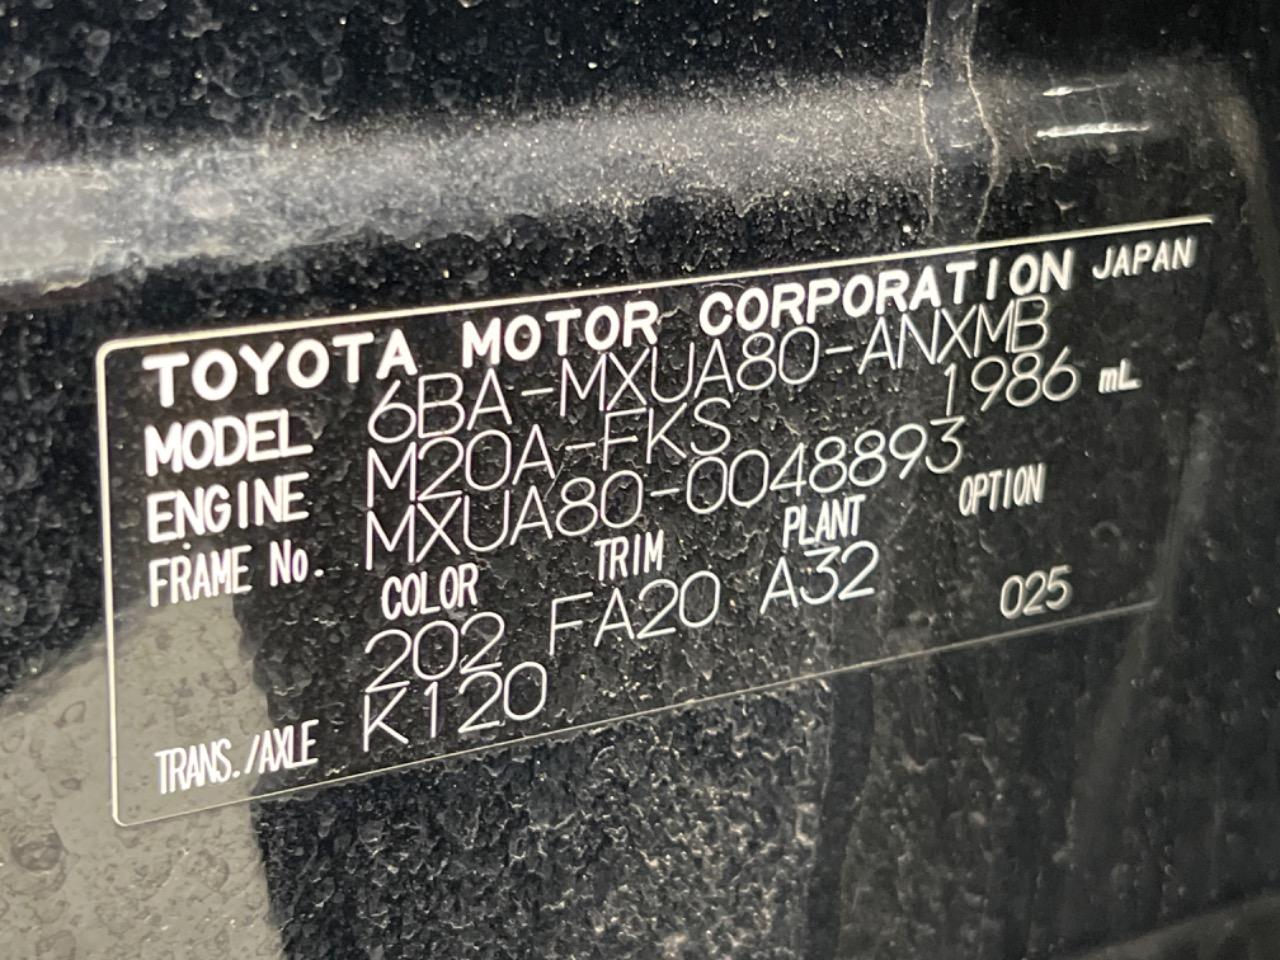 TOYOTA MOTOR CORPORATION JAPAN
MODEL 6BA-MXUA80-ANXMB
ENGINE M20A-FKS 1986 mL
FRAME No. MXUA80-0048893
COLOR TRIM PLANT OPTION
202 FA20 A32 025
TRANS./AXLE K120